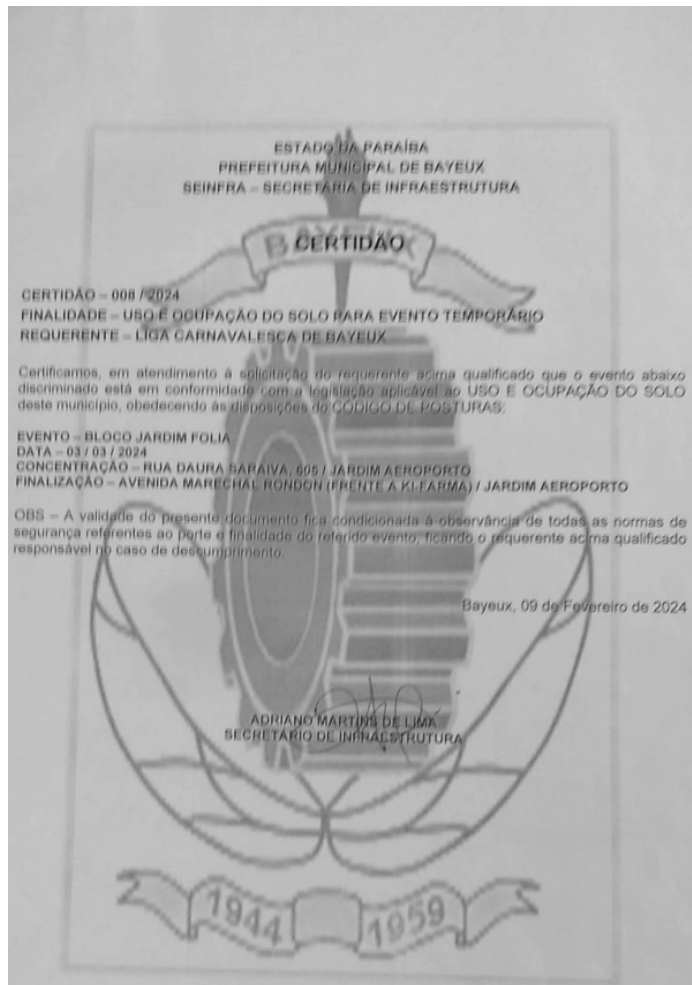 ESTADO DA PARAÍBA
PREFEITURA MUNICIPAL DE BAYEUX
SEINFRA – SECRETARIA DE INFRAESTRUTURA
BAYEUX
CERTIDÃO
CERTIDÃO – 008 / 2024
FINALIDADE – USO E OCUPAÇÃO DO SOLO PARA EVENTO TEMPORÁRIO
REQUERENTE – LIGA CARNAVALESCA DE BAYEUX
Certificamos, em atendimento à solicitação do requerente acima qualificado que o evento abaixo
discriminado está em conformidade com a legislação aplicável ao USO E OCUPAÇÃO DO SOLO
deste município, obedecendo às disposições do CÓDIGO DE POSTURAS:
EVENTO – BLOCO JARDIM FOLIA
DATA – 03 / 03 / 2024
CONCENTRAÇÃO – RUA DAURA SARAIVA, 605 / JARDIM AEROPORTO
FINALIZAÇÃO – AVENIDA MARECHAL RONDON (FRENTE A KI-FARMA) / JARDIM AEROPORTO
OBS – A validade do presente documento fica condicionada à observância de todas as normas de
segurança referentes ao porte e finalidade do referido evento, ficando o requerente acima qualificado
responsável no caso de descumprimento.
Bayeux, 09 de Fevereiro de 2024
ADRIANO MARTINS DE LIMA
SECRETÁRIO DE INFRAESTRUTURA
1944 1959